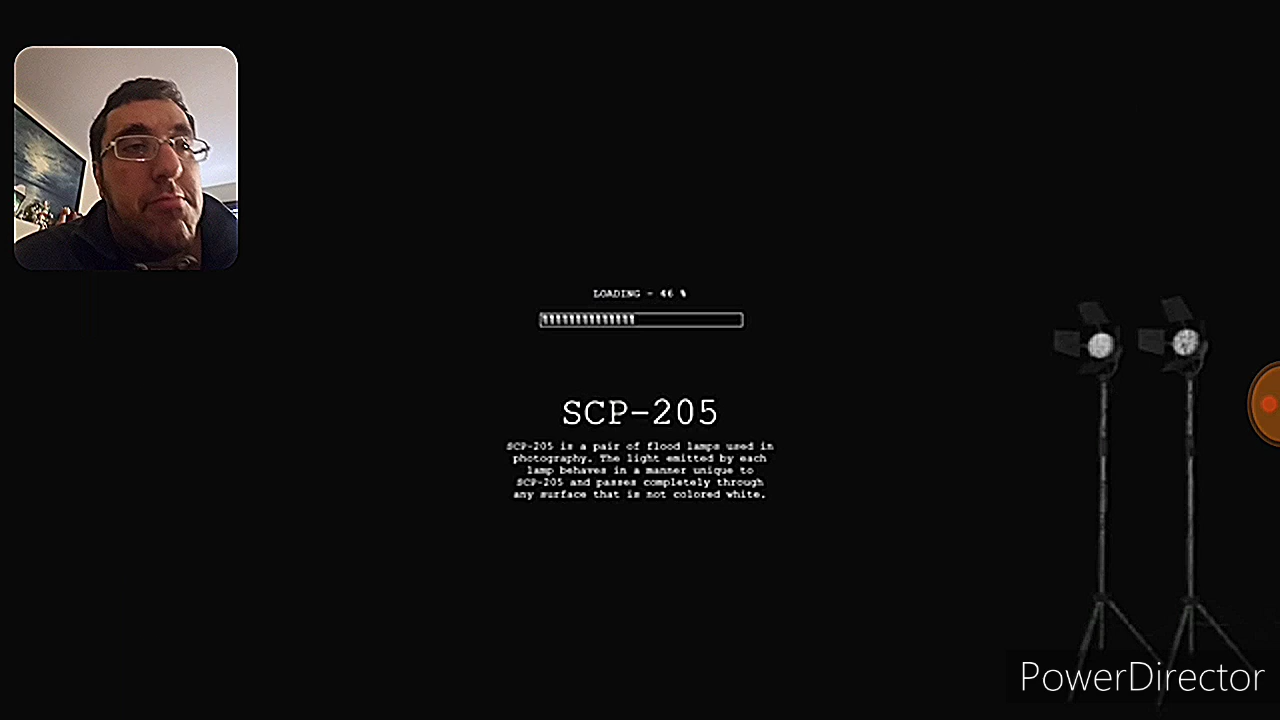 LOADING - 46 %
SCP-205
SCP-205 is a pair of flood lamps used in
photography. The light emitted by each
lamp behaves in a manner unique to
SCP-205 and passes completely through
any surface that is not colored white.
PowerDirector